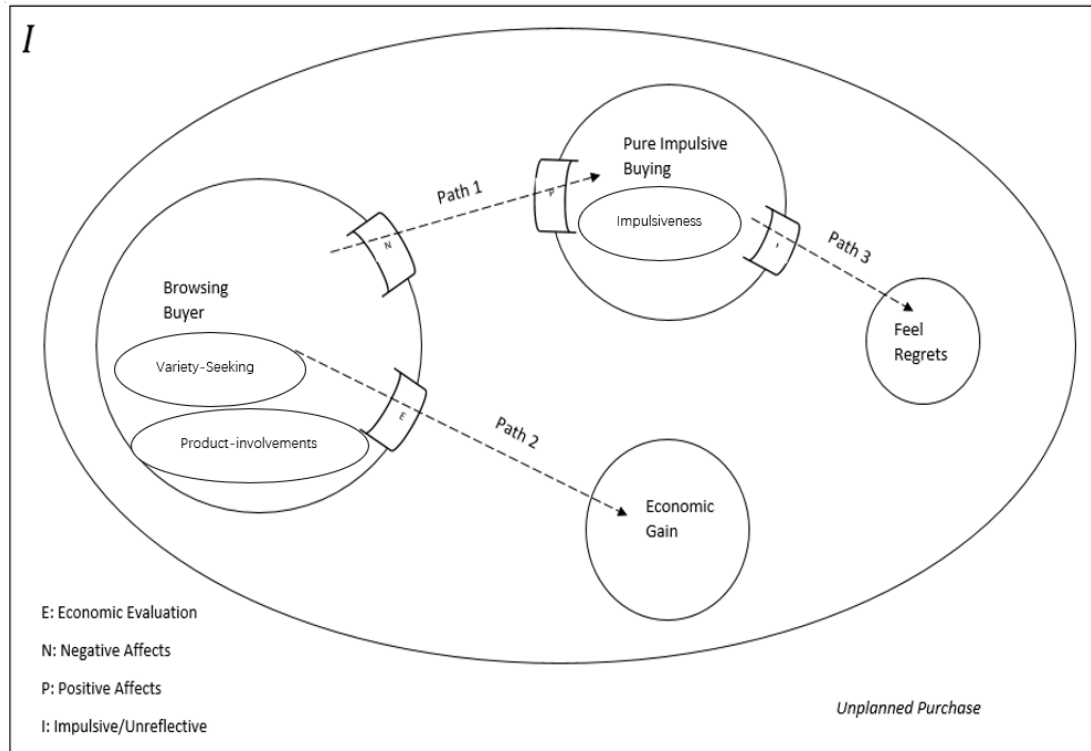 I
Pure Impulsive
Buying
Impulsiveness
Path 1
P
N
I
Path 3
Browsing
Buyer
Variety-Seeking
Product-involvements
E
Path 2
Feel
Regrets
Economic
Gain
E: Economic Evaluation
N: Negative Affects
P: Positive Affects
I: Impulsive/Unreflective
Unplanned Purchase